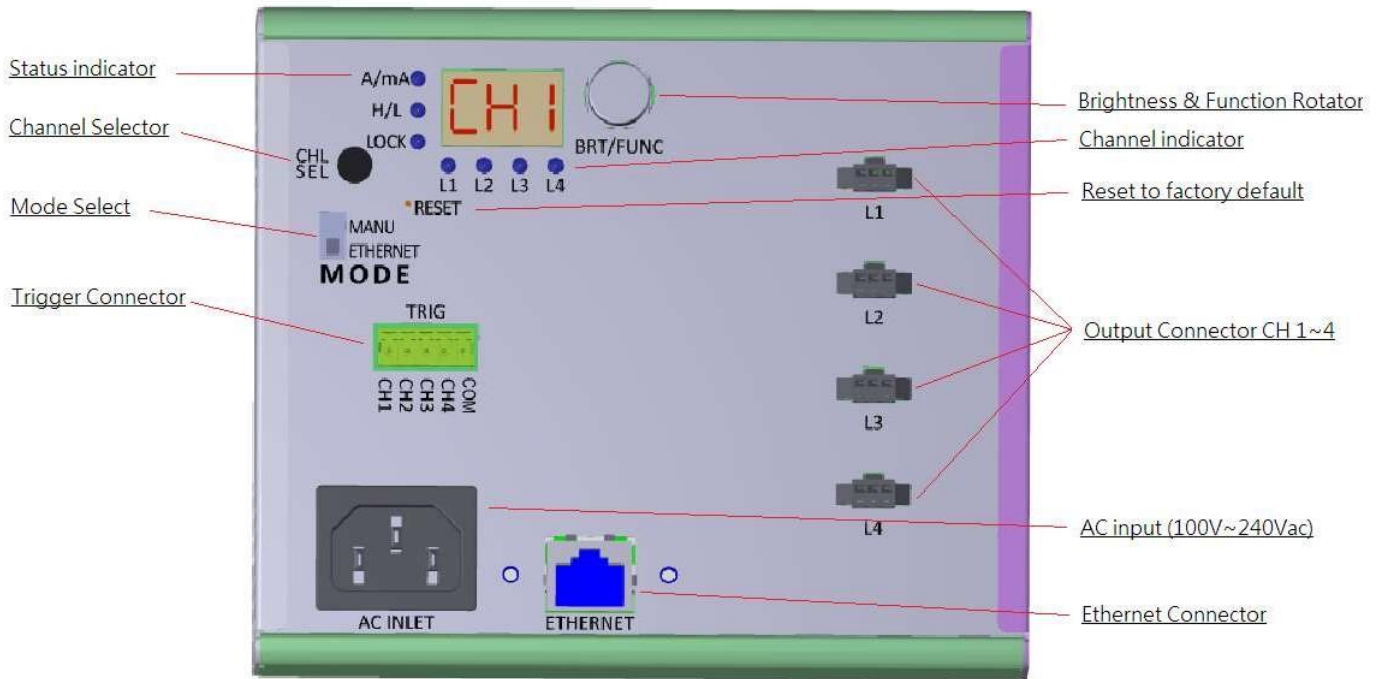 Status indicator
Channel Selector
Mode Select
Trigger Connector
A/mA
H/L
LOCK
CHL
SEL
CH1
BRT/FUNC
L1 L2 L3 L4
RESET
MANU
ETHERNET
MODE
TRIG
CH1
CH2
CH3
CH4
COM
AC INLET
ETHERNET
L1
L2
L3
L4
Brightness & Function Rotator
Channel indicator
Reset to factory default
Output Connector CH 1~4
AC input (100V~240Vac)
Ethernet Connector